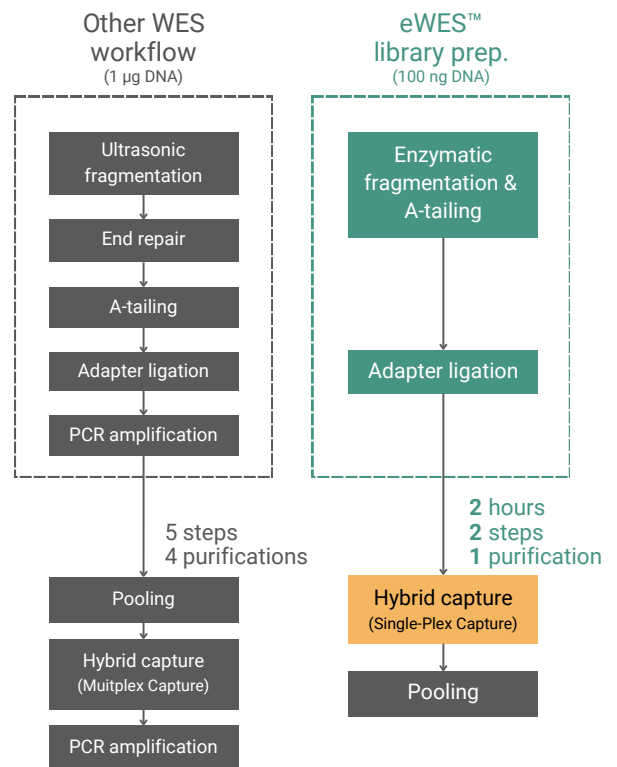 Other WES
workflow
(1 μg DNA)
Ultrasonic
fragmentation
End repair
A-tailing
Adapter ligation
PCR amplification
5 steps
4 purifications
Pooling
Hybrid capture
(Muitplex Capture)
PCR amplification
eWES™
library prep.
(100 ng DNA)
Enzymatic
fragmentation &
A-tailing
Adapter ligation
2 hours
2 steps
1 purification
Hybrid capture
(Single-Plex Capture)
Pooling